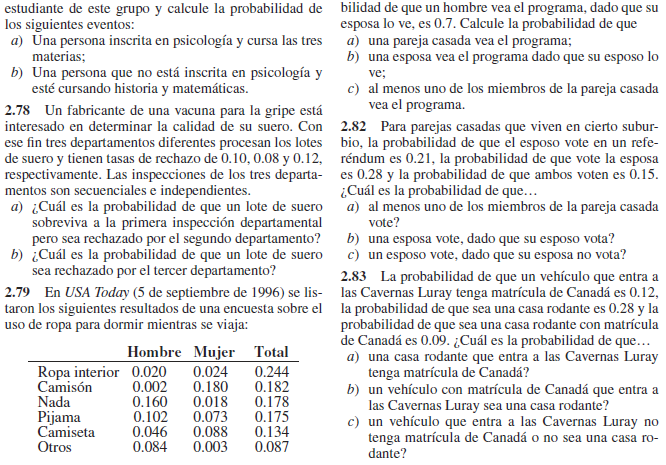 estudiante de este grupo y calcule la probabilidad de
los siguientes eventos:
a) Una persona inscrita en psicología y cursa las tres
materias;
b) Una persona que no está inscrita en psicología y
esté cursando historia y matemáticas.
2.78 Un fabricante de una vacuna para la gripe está
interesado en determinar la calidad de su suero. Con
ese fin tres departamentos diferentes procesan los lotes
de suero y tienen tasas de rechazo de 0.10, 0.08 y 0.12,
respectivamente. Las inspecciones de los tres departa-
mentos son secuenciales e independientes.
a) ¿Cuál es la probabilidad de que un lote de suero
sobreviva a la primera inspección departamental
pero sea rechazado por el segundo departamento?
b) ¿Cuál es la probabilidad de que un lote de suero
sea rechazado por el tercer departamento?
2.79 En USA Today (5 de septiembre de 1996) se lis-
taron los siguientes resultados de una encuesta sobre el
uso de ropa para dormir mientras se viaja:
Hombre Mujer Total
Ropa interior 0.020 0.024 0.244
Camisón 0.002 0.180 0.182
Nada 0.160 0.018 0.178
Pijama 0.102 0.073 0.175
Camiseta 0.046 0.088 0.134
Otros 0.084 0.003 0.087
bilidad de que un hombre vea el programa, dado que su
esposa lo ve, es 0.7. Calcule la probabilidad de que
a) una pareja casada vea el programa;
b) una esposa vea el programa dado que su esposo lo
ve;
c) al menos uno de los miembros de la pareja casada
vea el programa.
2.82 Para parejas casadas que viven en cierto subur-
bio, la probabilidad de que el esposo vote en un refe-
réndum es 0.21, la probabilidad de que vote la esposa
es 0.28 y la probabilidad de que ambos voten es 0.15.
¿Cuál es la probabilidad de que…
a) al menos uno de los miembros de la pareja casada
vote?
b) una esposa vote, dado que su esposo vota?
c) un esposo vote, dado que su esposa no vota?
2.83 La probabilidad de que un vehículo que entra a
las Cavernas Luray tenga matrícula de Canadá es 0.12,
la probabilidad de que sea una casa rodante es 0.28 y la
probabilidad de que sea una casa rodante con matrícula
de Canadá es 0.09. ¿Cuál es la probabilidad de que…
a) una casa rodante que entra a las Cavernas Luray
tenga matrícula de Canadá?
b) un vehículo con matrícula de Canadá que entra a
las Cavernas Luray sea una casa rodante?
c) un vehículo que entra a las Cavernas Luray no
tenga matrícula de Canadá o no sea una casa ro-
dante?